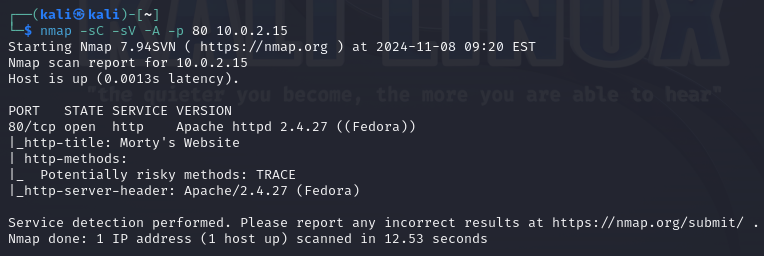 ┌──(kali㉿kali)-[~]
└─$ nmap -sC -sV -A -p 80 10.0.2.15
Starting Nmap 7.94SVN ( https://nmap.org ) at 2024-11-08 09:20 EST
Nmap scan report for 10.0.2.15
Host is up (0.0013s latency).
KALI LINUX
"the quieter you become, the more you are able to hear"
PORT   STATE SERVICE VERSION
80/tcp open  http    Apache httpd 2.4.27 ((Fedora))
|_http-title: Morty's Website
| http-methods:
|_  Potentially risky methods: TRACE
|_http-server-header: Apache/2.4.27 (Fedora)
Service detection performed. Please report any incorrect results at https://nmap.org/submit/ .
Nmap done: 1 IP address (1 host up) scanned in 12.53 seconds